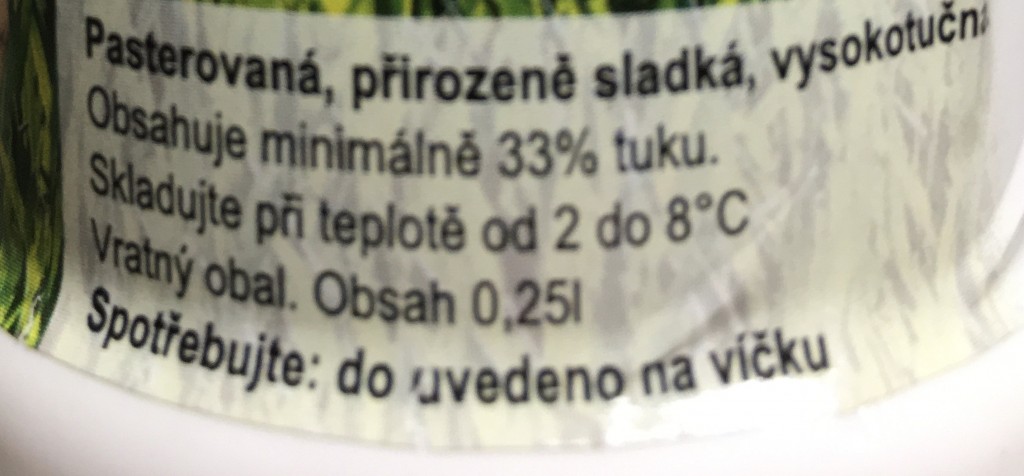 Pasterovaná, přirozeně sladká, vysokotučná
Obsahuje minimálně 33% tuku.
Skladujte při teplotě od 2 do 8°C
Vratný obal. Obsah 0,25l
Spotřebujte: do uvedeno na víčku